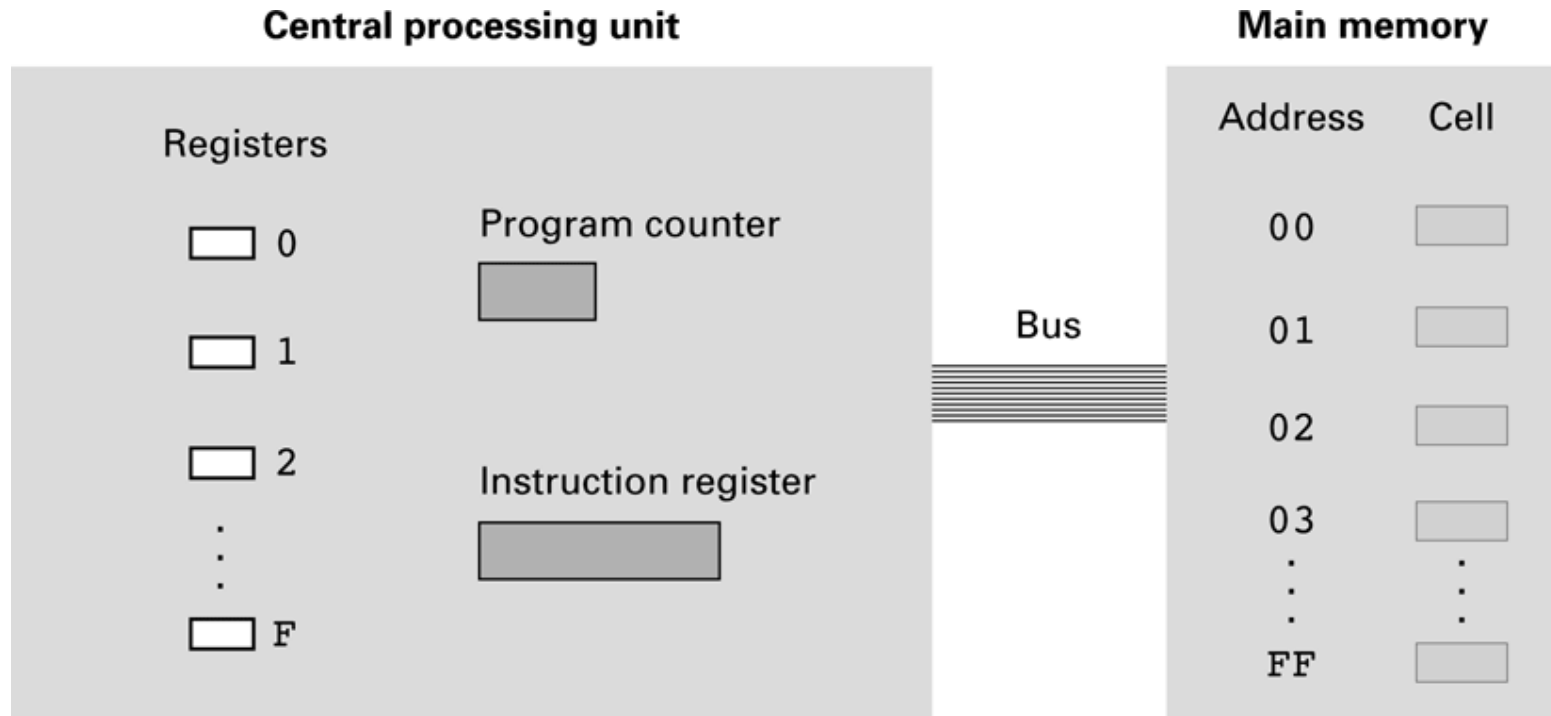 Central processing unit
Main memory
Registers
0
1
2
F
Program counter
Instruction register
Bus
Address Cell
00
01
02
03
FF